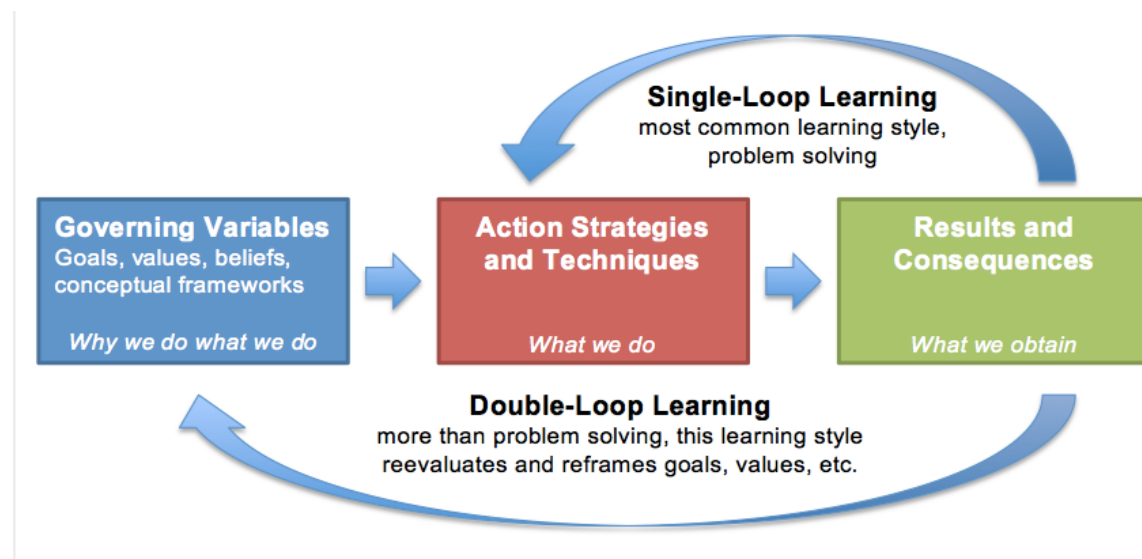 Single-Loop Learning
most common learning style,
problem solving
Governing Variables
Goals, values, beliefs,
conceptual frameworks
Why we do what we do
Action Strategies
and Techniques
What we do
Results and
Consequences
What we obtain
Double-Loop Learning
more than problem solving, this learning style
reevaluates and reframes goals, values, etc.